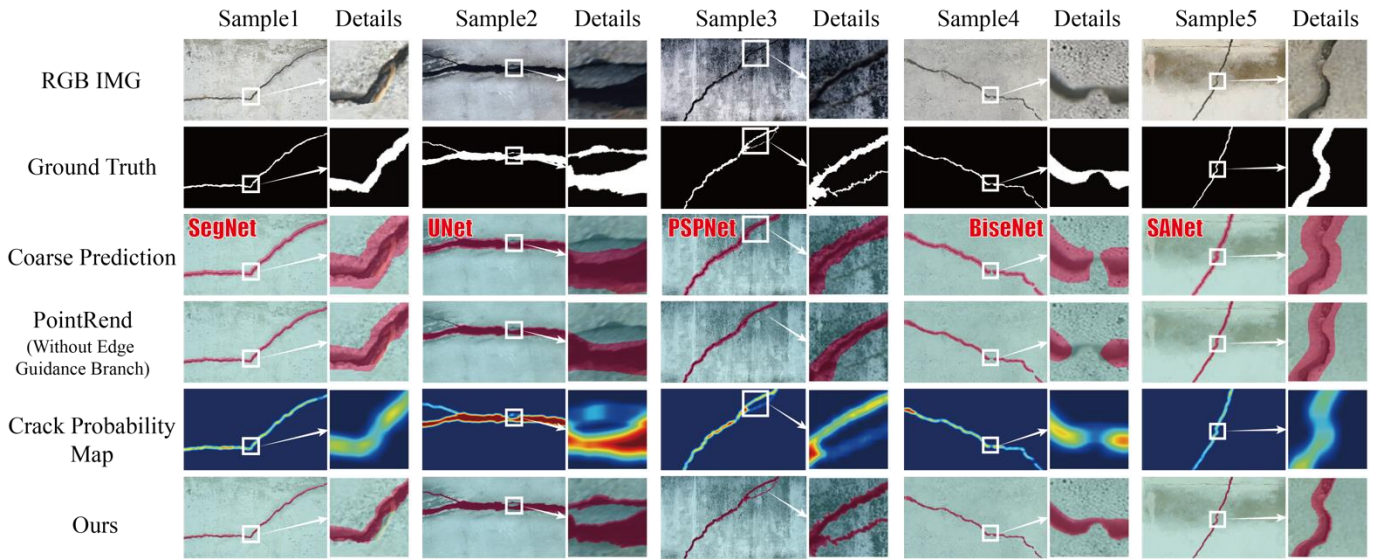 Sample1 Details Sample2 Details Sample3 Details Sample4 Details Sample5 Details
RGB IMG
Ground Truth
SegNet UNet PSPNet BiseNet SANet
Coarse Prediction
PointRend
(Without Edge
Guidance Branch)
Crack Probability
Map
Ours